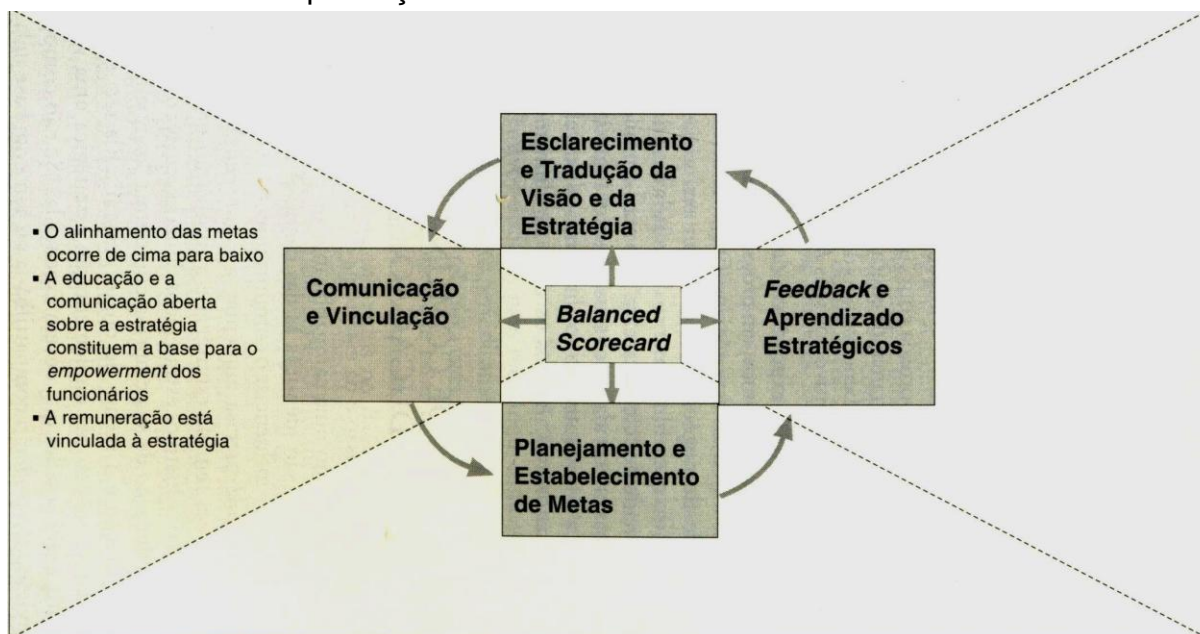 Esclarecimento
e Tradução da
Visão e da
Estratégia
▪ O alinhamento das metas
ocorre de cima para baixo
▪ A educação e a
comunicação aberta
sobre a estratégia
constituem a base para o
empowerment dos
funcionários
▪ A remuneração está
vinculada à estratégia
Comunicação
e Vinculação
Balanced
Scorecard
Feedback e
Aprendizado
Estratégicos
Planejamento e
Estabelecimento
de Metas